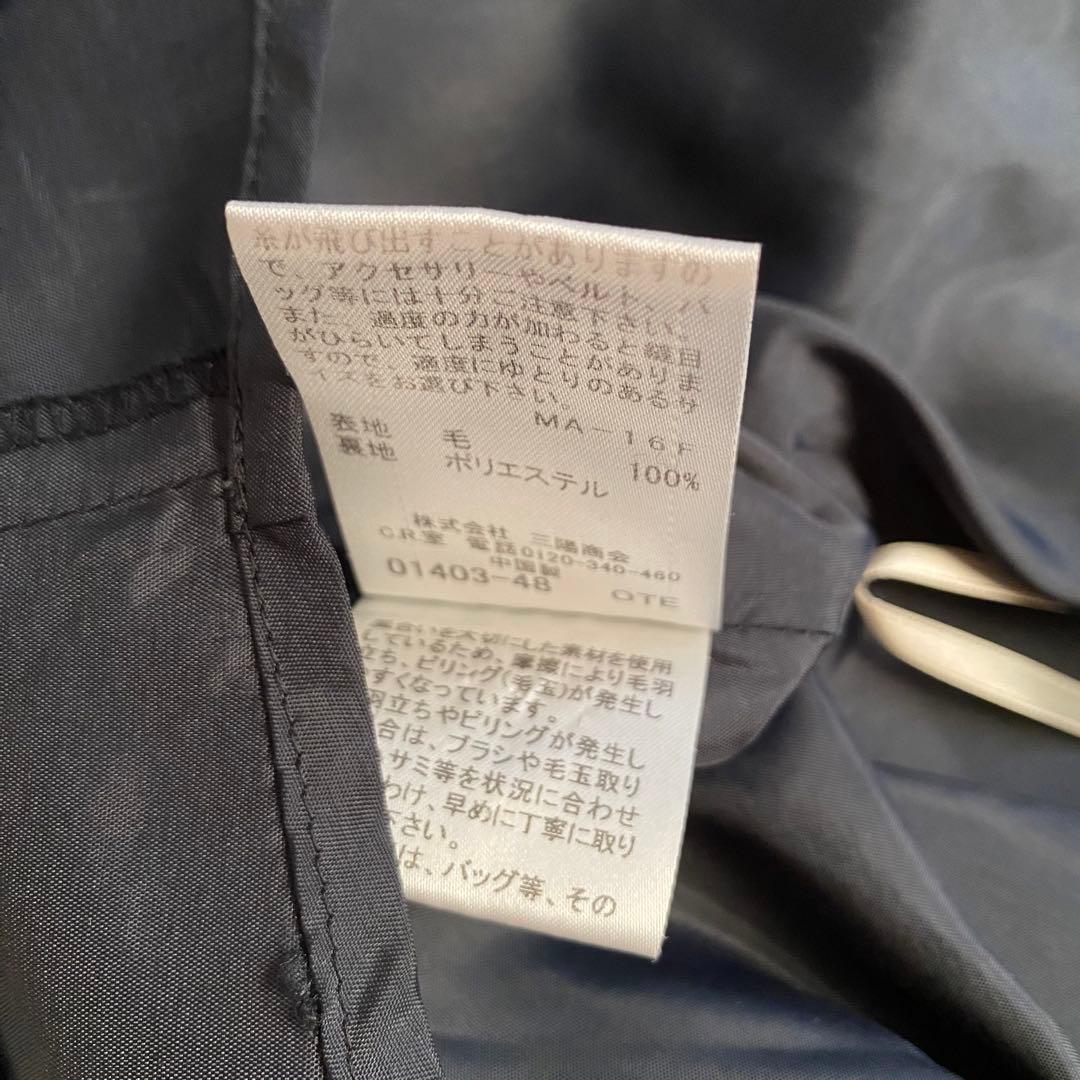 糸が飛び出すことがありますの
で、アクセサリーやベルト、バ
ッグ等には十分ご注意下さい。
また、過度の力が加わると縫目
がひらいてしまうことがありま
すので、適度にゆとりのあるサ
イズをお選び下さい。
MA-16F
表地 毛 100%
裏地 ポリエステル
株式会社 三陽商会
C.R.室 電話0120-340-460
中国製
01403-48 OTE
風合いを大切にした素材を使用
しているため、摩擦により毛羽
立ち、ピリング(毛玉)が発生し
すくなっています。
羽立ちやピリングが発生し
合は、ブラシや毛玉取り
サミ等を状況に合わせ
わけ、早めに丁寧に取り
下さい。
は、バッグ等、その